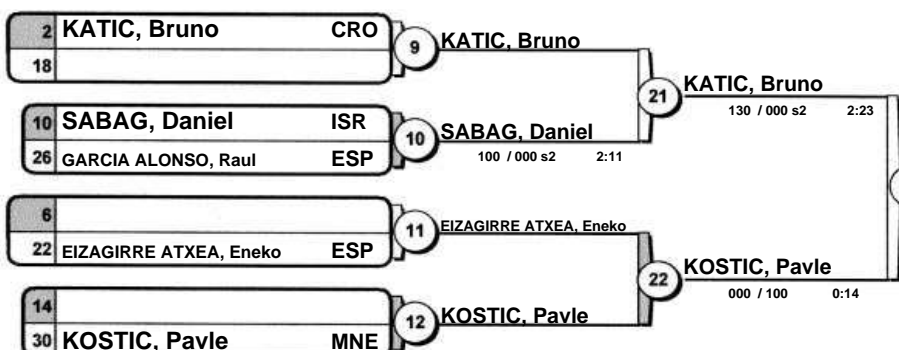 2 KATIC, Bruno CRO
18
9 KATIC, Bruno
21 KATIC, Bruno
130 / 000 s2 2:23
10 SABAG, Daniel ISR
26 GARCIA ALONSO, Raul ESP
10 SABAG, Daniel
100 / 000 s2 2:11
6
22 EIZAGIRRE ATXEA, Eneko ESP
11 EIZAGIRRE ATXEA, Eneko
22 KOSTIC, Pavle
000 / 100 0:14
14
30 KOSTIC, Pavle MNE
12 KOSTIC, Pavle